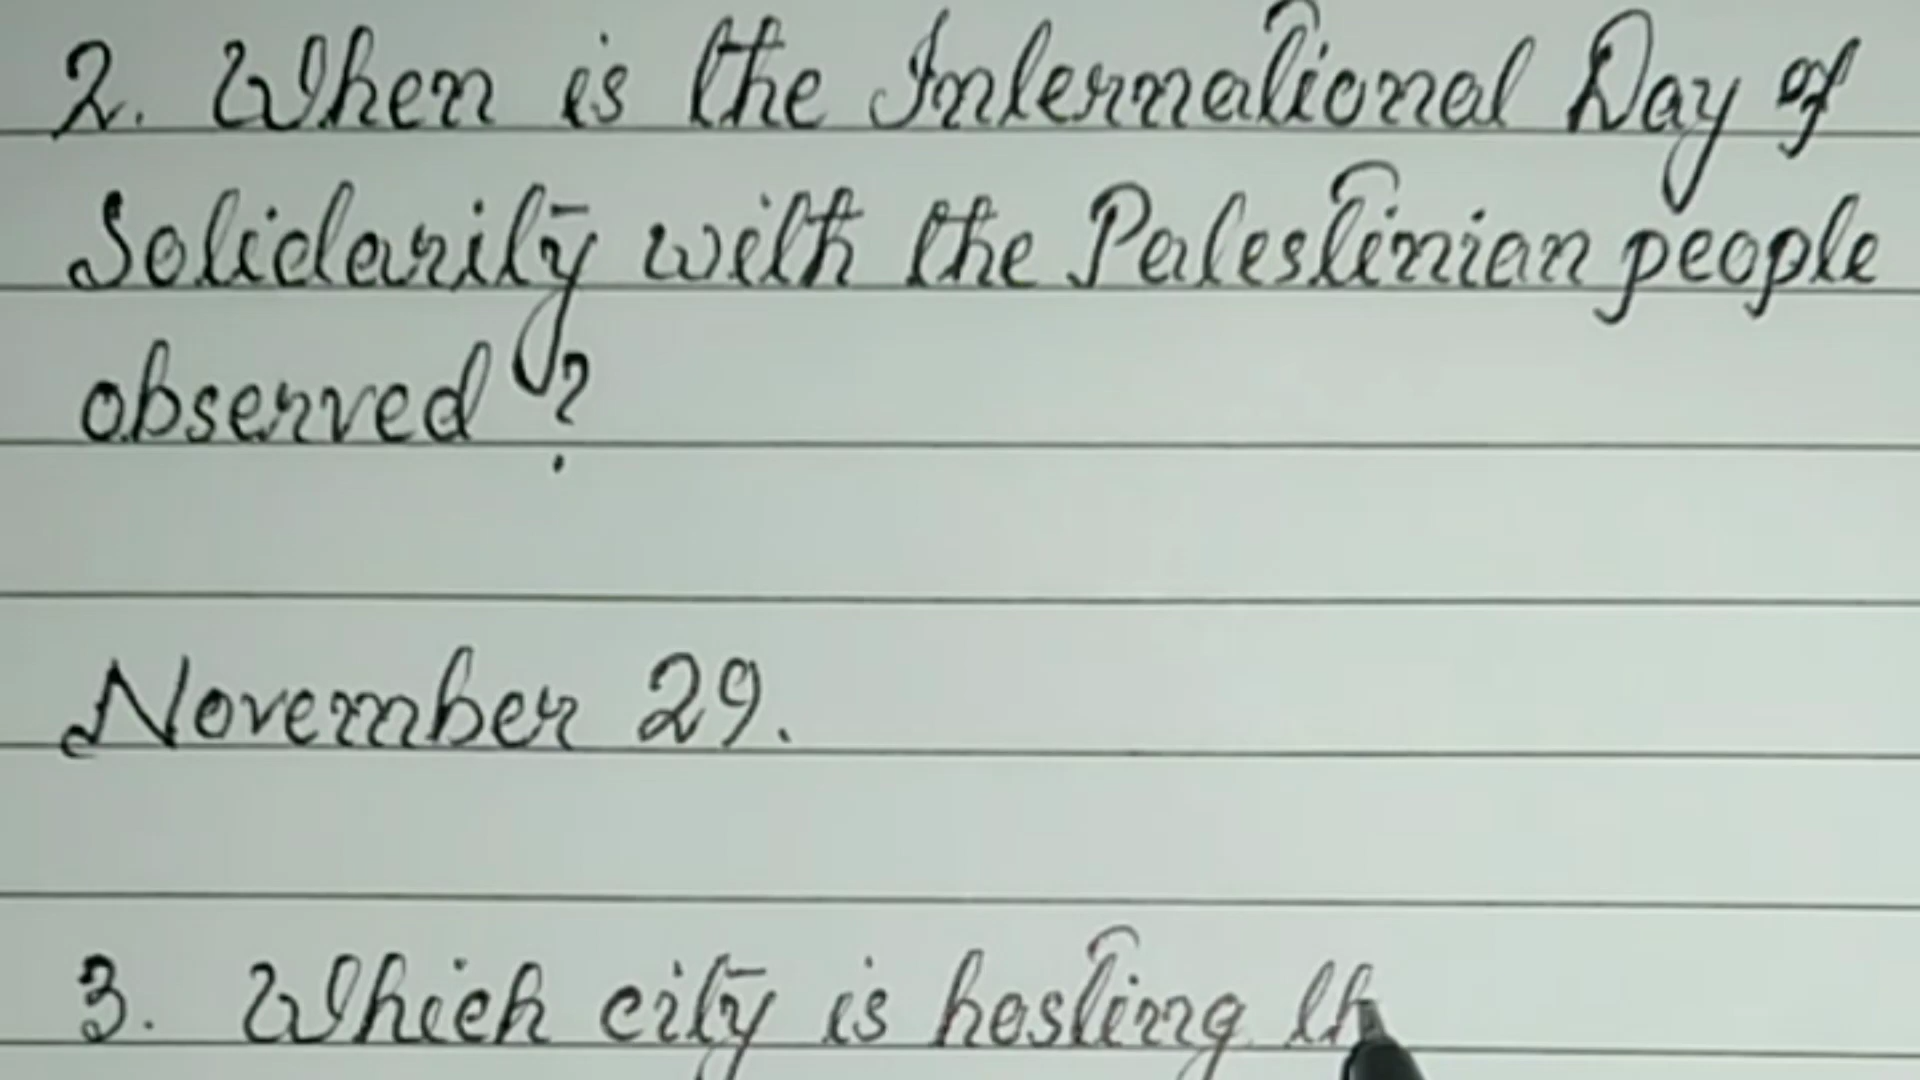 2. When is the International Day of
Solidarity with the Palestinian people
observed?
November 29.
3. Which city is hosting th